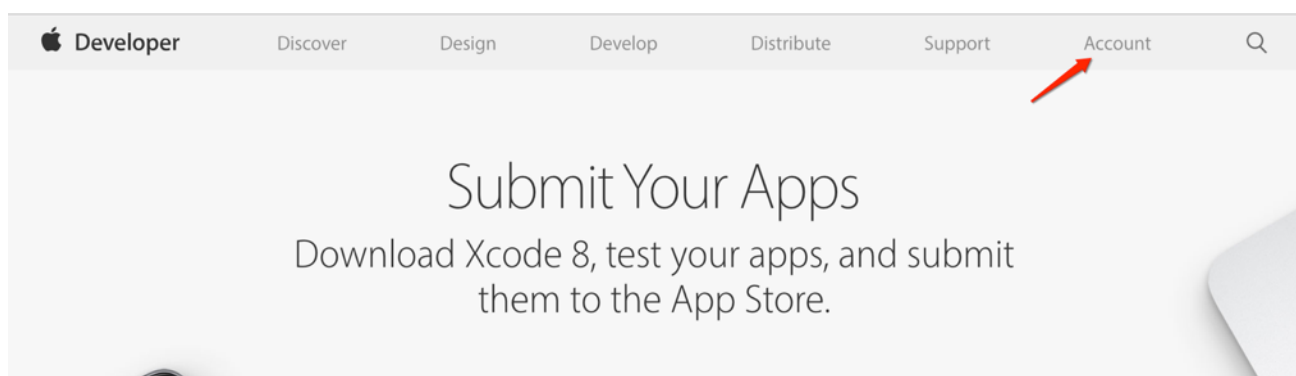 Developer Discover Design Develop Distribute Support Account
Submit Your Apps
Download Xcode 8, test your apps, and submit
them to the App Store.